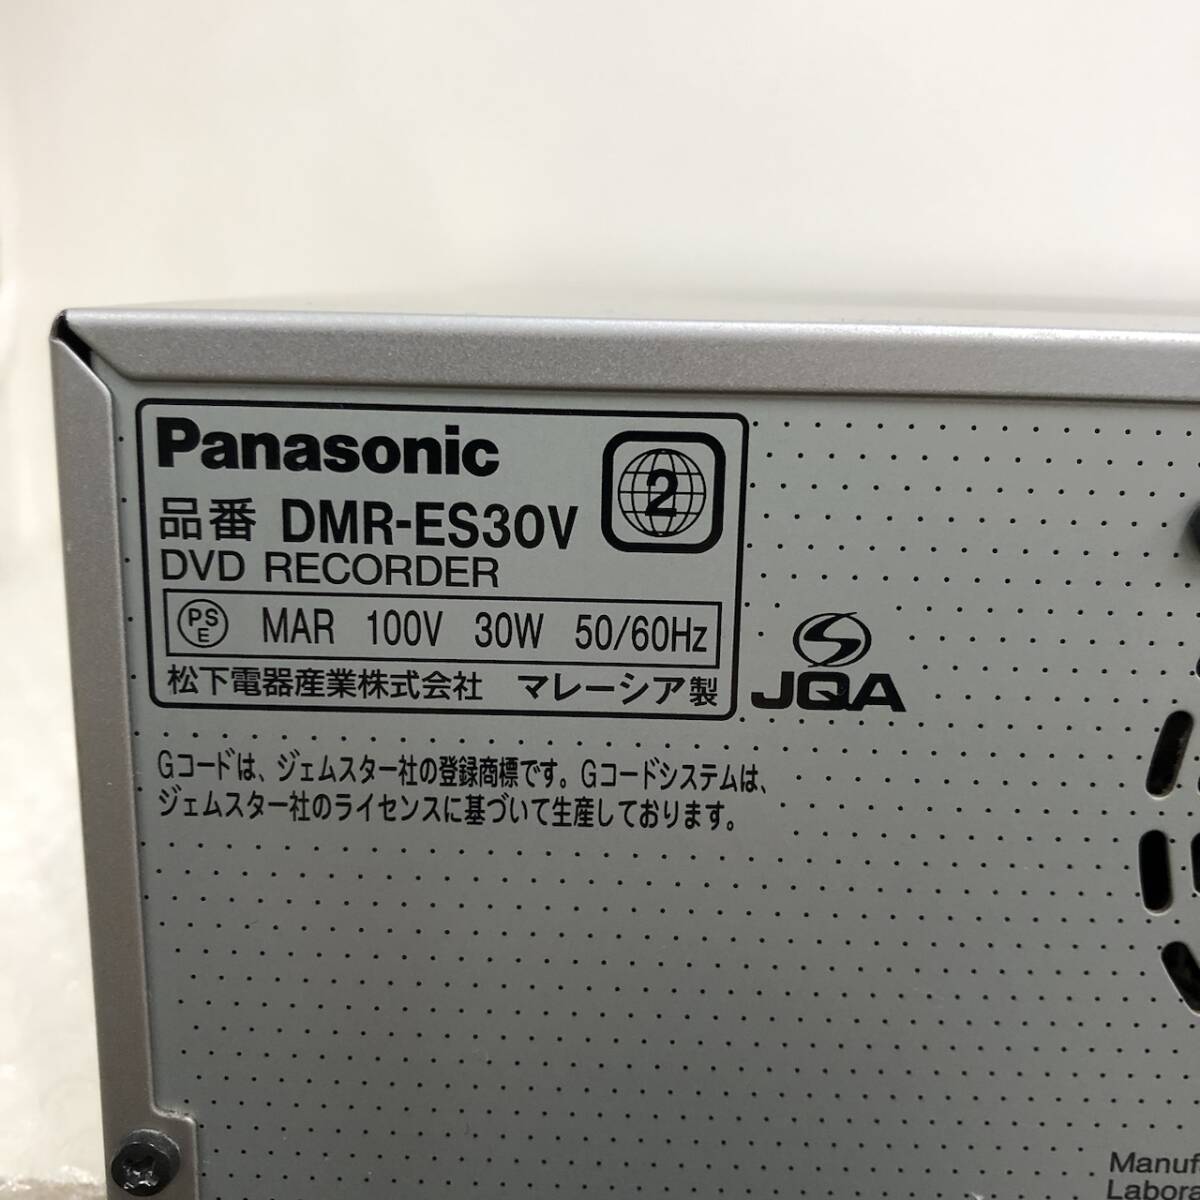 Panasonic
2
品番 DMR-ES30V
DVD RECORDER
PS E MAR 100V 30W 50/60Hz
松下電器産業株式会社 マレーシア製
JQA
Gコードは、ジェムスター社の登録商標です。Gコードシステムは、
ジェムスター社のライセンスに基づいて生産しております。
Manuf
Labora